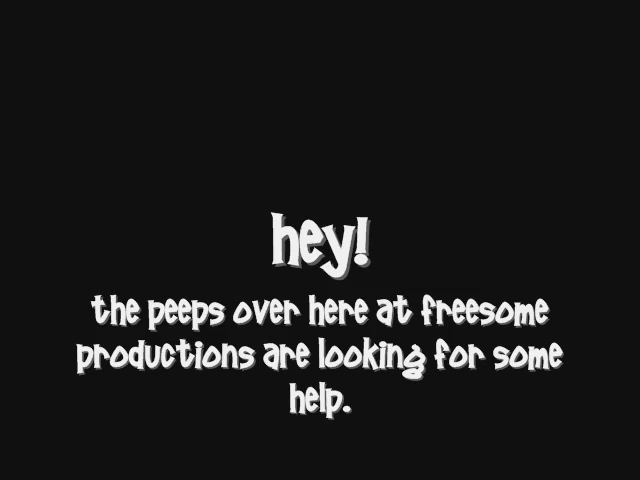 hey!
the peeps over here at freesome
productions are looking for some
help.